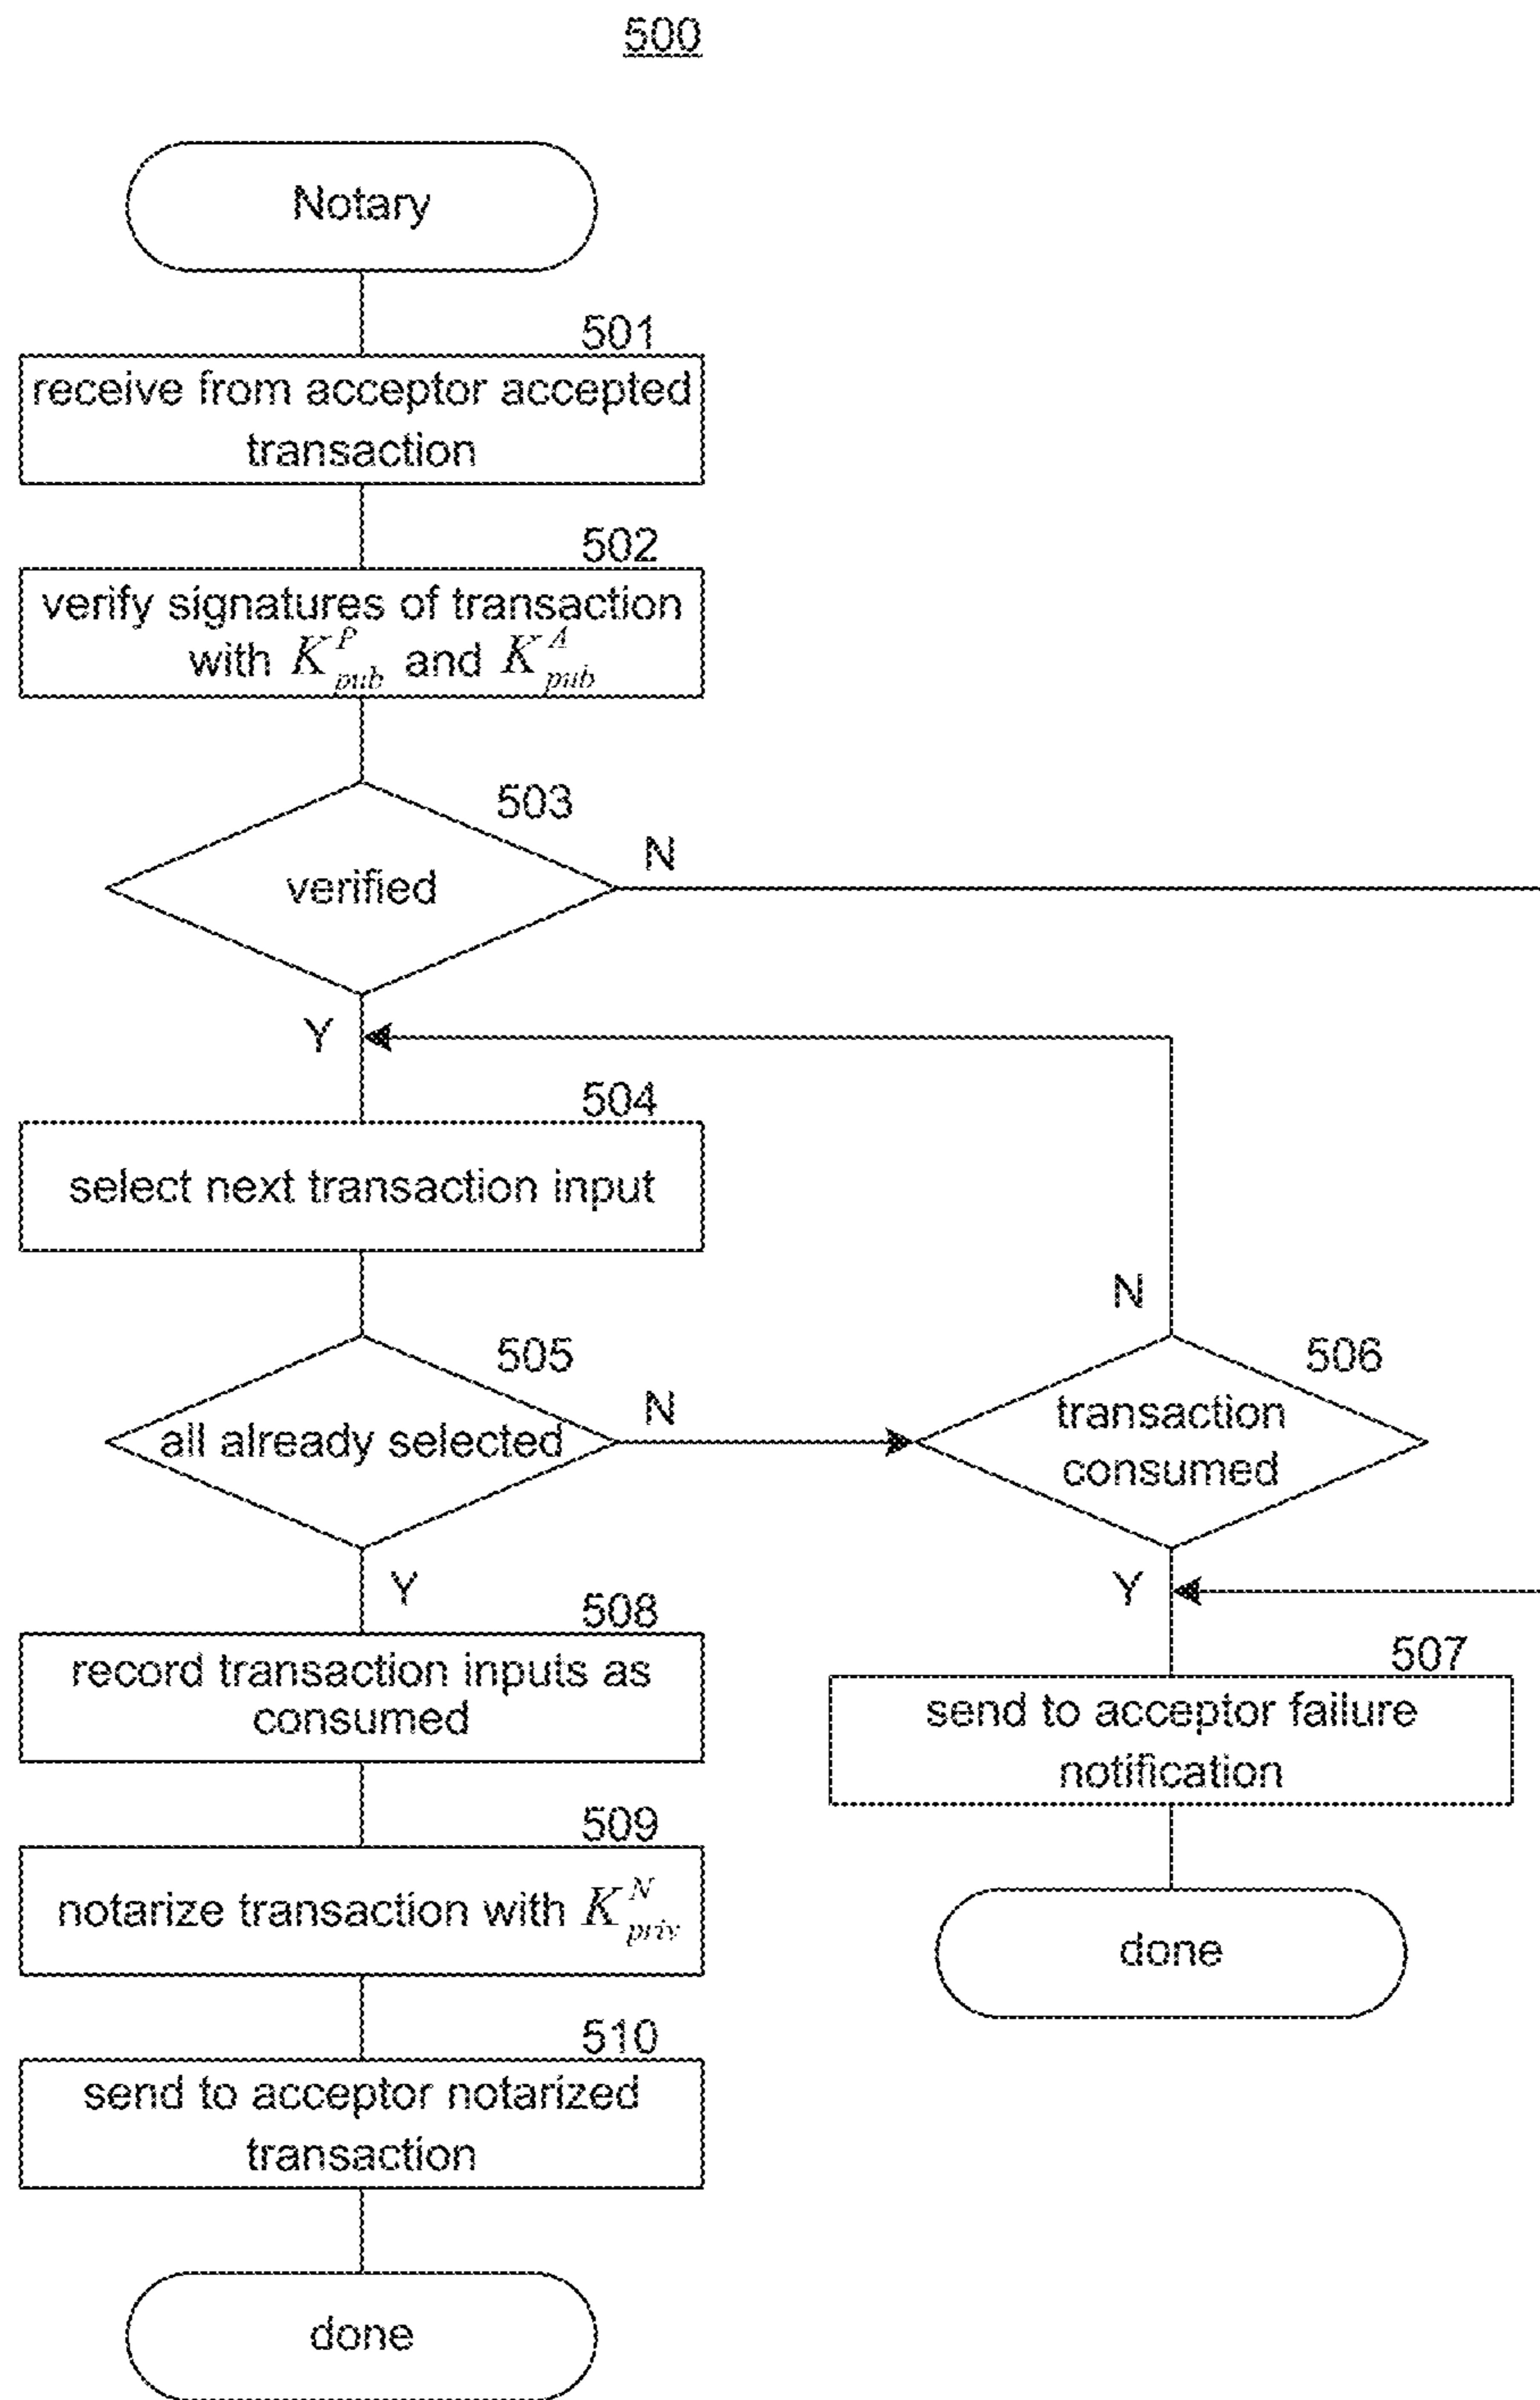 500
Notary
501
receive from acceptor accepted
transaction
502
verify signatures of transaction
with K^P_pub and K^A_pub
503
verified
N
Y
504
select next transaction input
N
505
506
all already selected
N
transaction
consumed
Y
Y
508
record transaction inputs as
consumed
507
send to acceptor failure
notification
509
notarize transaction with K^N_priv
done
510
send to acceptor notarized
transaction
done